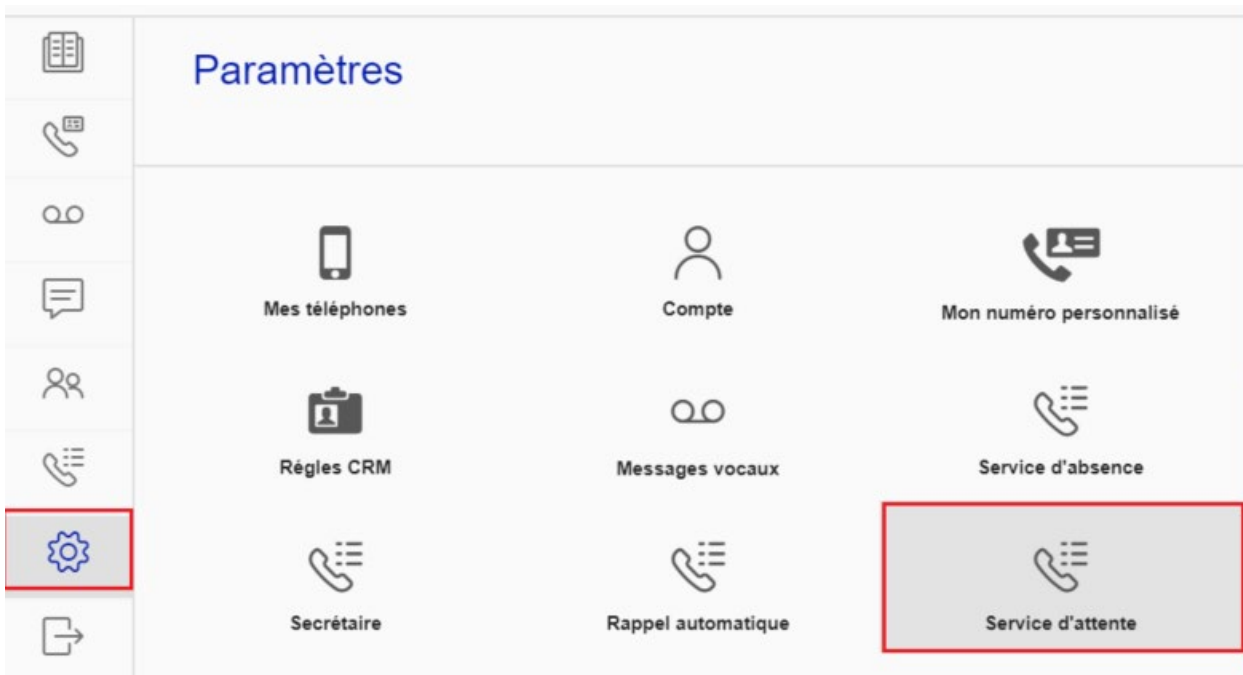 Paramètres
Mes téléphones
Compte
Mon numéro personnalisé
Régles CRM
Messages vocaux
Service d'absence
Secrétaire
Rappel automatique
Service d'attente